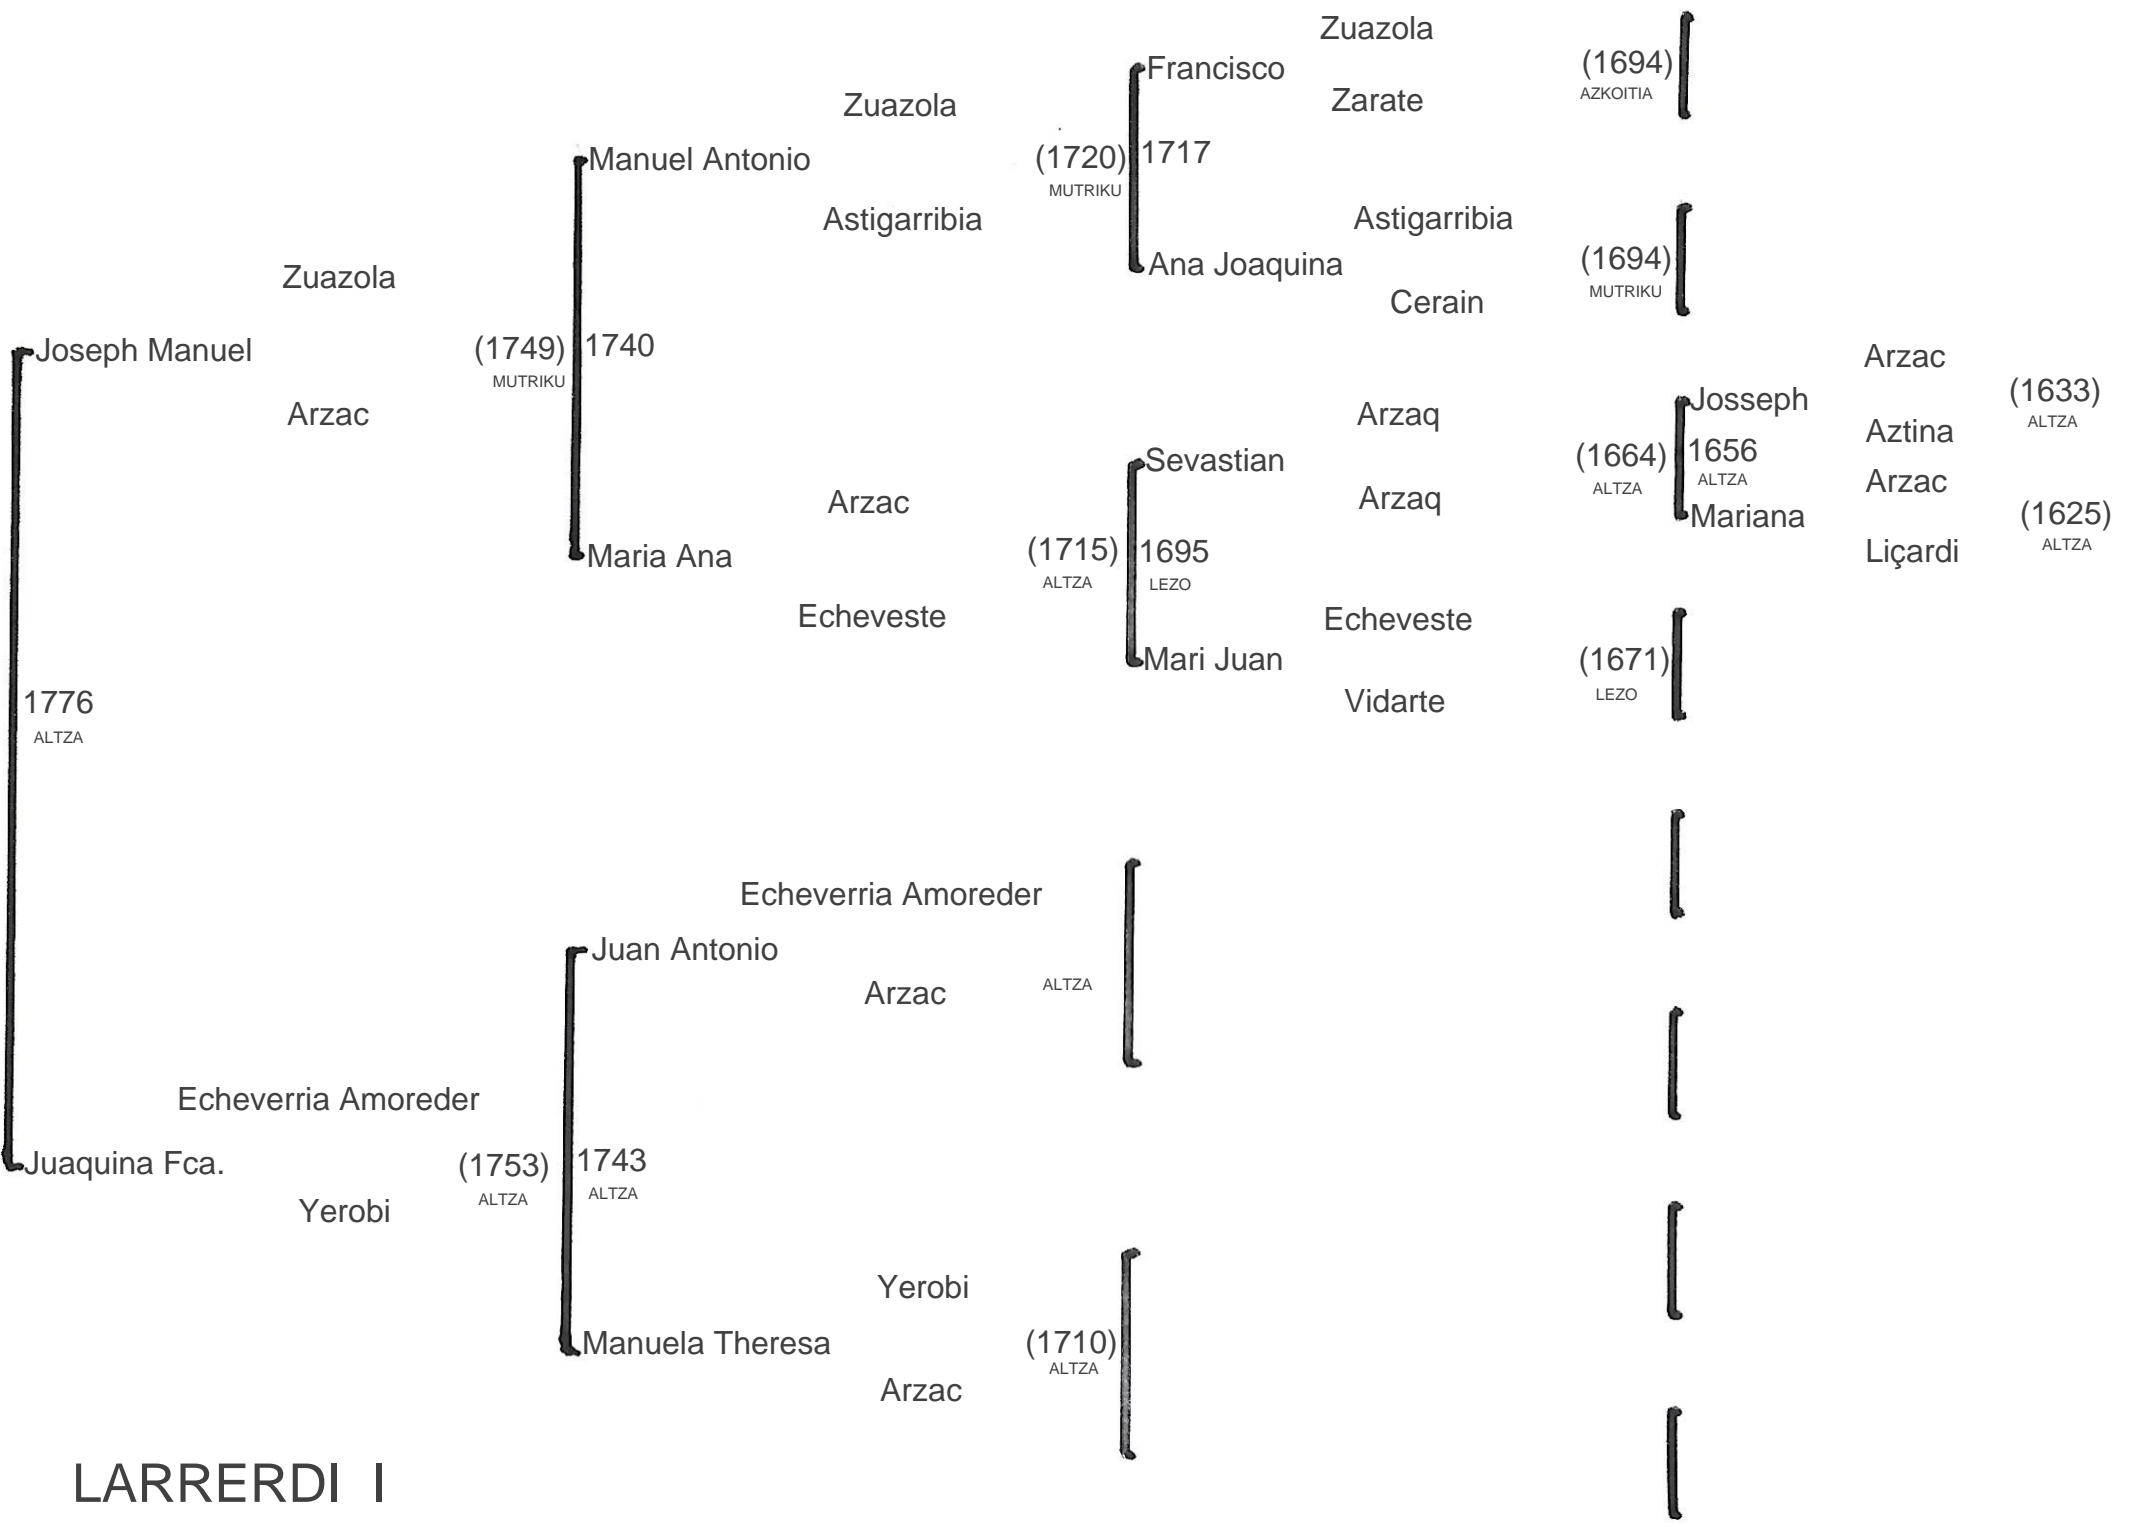 Zuazola
Francisco
(1694)
AZKOITIA
Zarate
Zuazola
Manuel Antonio
(1720)
MUTRIKU
1717
Astigarribia
Astigarribia
Ana Joaquina
(1694)
MUTRIKU
Cerain
Zuazola
Joseph Manuel
(1749)
MUTRIKU
1740
Arzac
Arzac
Josseph
(1633)
ALTZA
Aztina
Arzaq
Sevastian
(1664)
ALTZA
1656
ALTZA
Arzaq
Arzac
Mariana
(1625)
ALTZA
Liçardi
Arzac
Maria Ana
(1715)
ALTZA
1695
LEZO
Echeveste
Echeveste
Mari Juan
(1671)
LEZO
Vidarte
1776
ALTZA
Echeverria Amoreder
Juan Antonio
Arzac
ALTZA
Echeverria Amoreder
Juaquina Fca.
(1753)
ALTZA
1743
ALTZA
Yerobi
Yerobi
Manuela Theresa
(1710)
ALTZA
Arzac
LARRERDI I